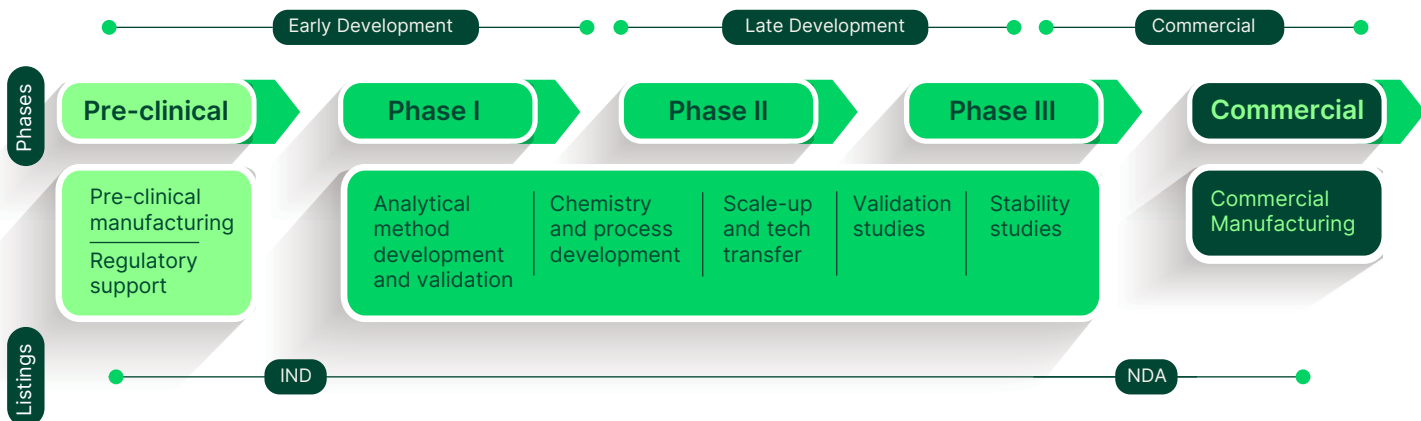 Early Development
Late Development
Commercial
Phases
Pre-clinical
Phase I
Phase II
Phase III
Commercial
Pre-clinical
manufacturing
Regulatory
support
Analytical
method
development
and validation
Chemistry
and process
development
Scale-up
and tech
transfer
Validation
studies
Stability
studies
Commercial
Manufacturing
Listings
IND
NDA